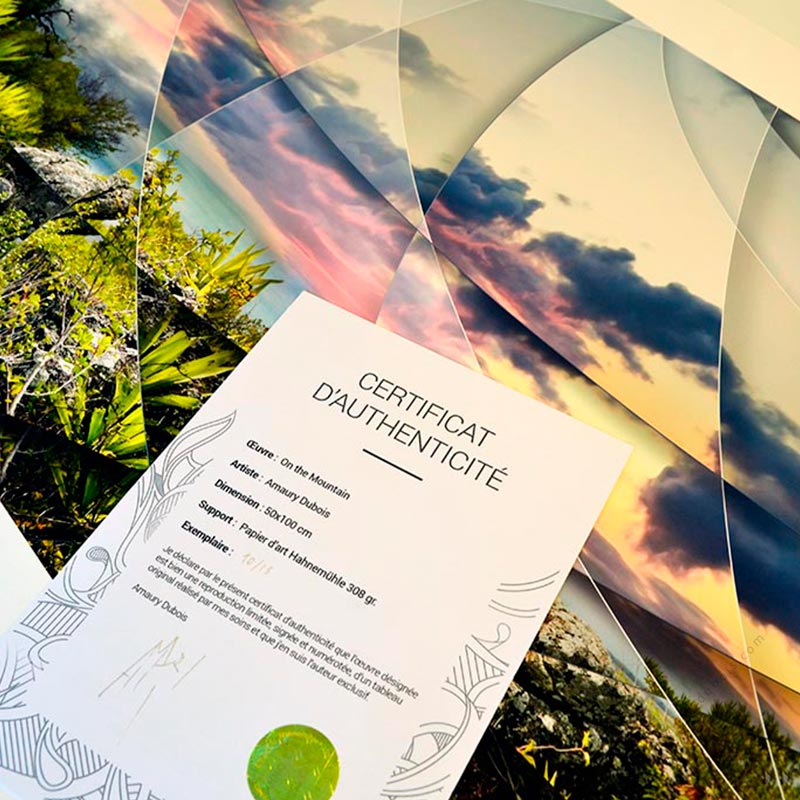 CERTIFICAT
D'AUTHENTICITÉ
Œuvre : On the Mountain
Artiste : Amaury Dubois
Dimension : 50x100 cm
Support : Papier d'art Hahnemühle 308 gr.
Exemplaire : 10/15
Je déclare par le présent certificat d'authenticité que l'œuvre désignée
est bien une reproduction limitée, signée et numérotée, d'un tableau
original réalisé par mes soins et que j'en suis l'auteur exclusif.
Amaury Dubois